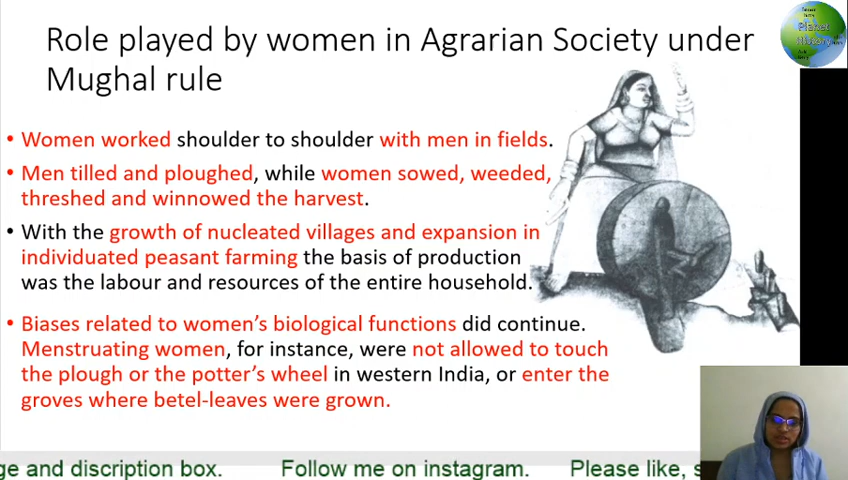 Role played by women in Agrarian Society under
Mughal rule
• Women worked shoulder to shoulder with men in fields.
• Men tilled and ploughed, while women sowed, weeded,
threshed and winnowed the harvest.
• With the growth of nucleated villages and expansion in
individuated peasant farming the basis of production
was the labour and resources of the entire household.
• Biases related to women's biological functions did continue.
Menstruating women, for instance, were not allowed to touch
the plough or the potter's wheel in western India, or enter the
groves where betel-leaves were grown.
Planet
History
ge and discription box. Follow me on instagram. Please like, s